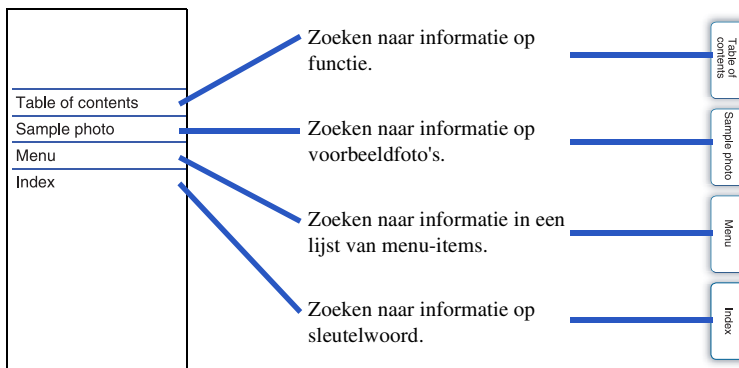 Table of contents
Sample photo
Menu
Index
Zoeken naar informatie op
functie.
Zoeken naar informatie op
voorbeeldfoto's.
Zoeken naar informatie in een
lijst van menu-items.
Zoeken naar informatie op
sleutelwoord.
Table of
contents
Sample photo
Menu
Index